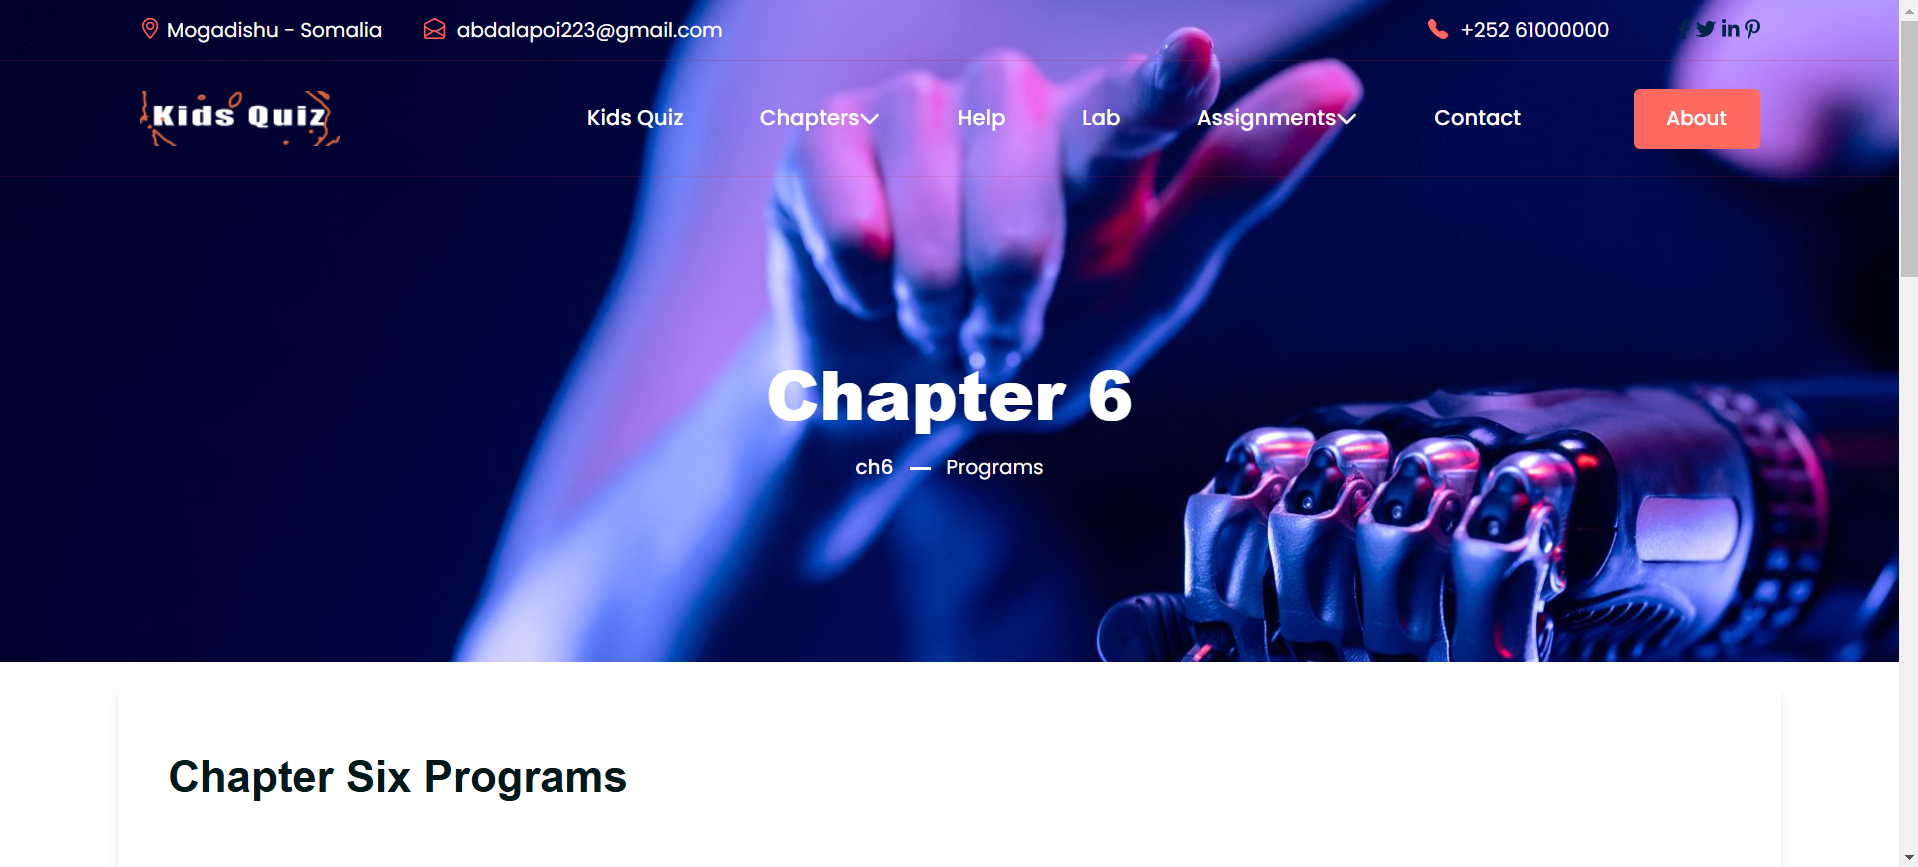 Mogadishu - Somalia abdalapoi223@gmail.com +252 61000000
Kids Quiz
Kids Quiz Chapters Help Lab Assignments Contact About
Chapter 6
ch6 — Programs
Chapter Six Programs